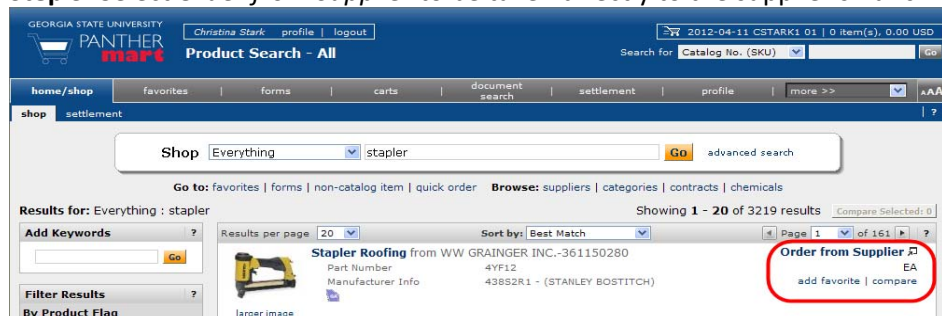 GEORGIA STATE UNIVERSITY
PANTHER
mart
Christina Stark profile | logout
2012-04-11 CSTARK1 01 | 0 item(s), 0.00 USD
Product Search - All
Search for Catalog No. (SKU) Go
home/shop favorites | forms | carts | document search | settlement | profile | more >> AAA
shop settlement | ?
Shop Everything stapler Go advanced search
Go to: favorites | forms | non-catalog item | quick order Browse: suppliers | categories | contracts | chemicals
Results for: Everything : stapler Showing 1 - 20 of 3219 results Compare Selected: 0
Add Keywords ? Results per page 20 Sort by: Best Match Page 1 of 161 ?
Go
Stapler Roofing from WW GRAINGER INC.-361150280 Order from Supplier
Part Number 4YF12 EA
Manufacturer Info 438S2R1 - (STANLEY BOSTITCH) add favorite | compare
Filter Results ?
By Product Flag larger image